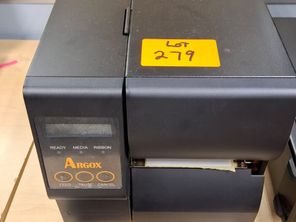 LOT
279
READY MEDIA RIBBON
ARGOX
FEED PAUSE CANCEL